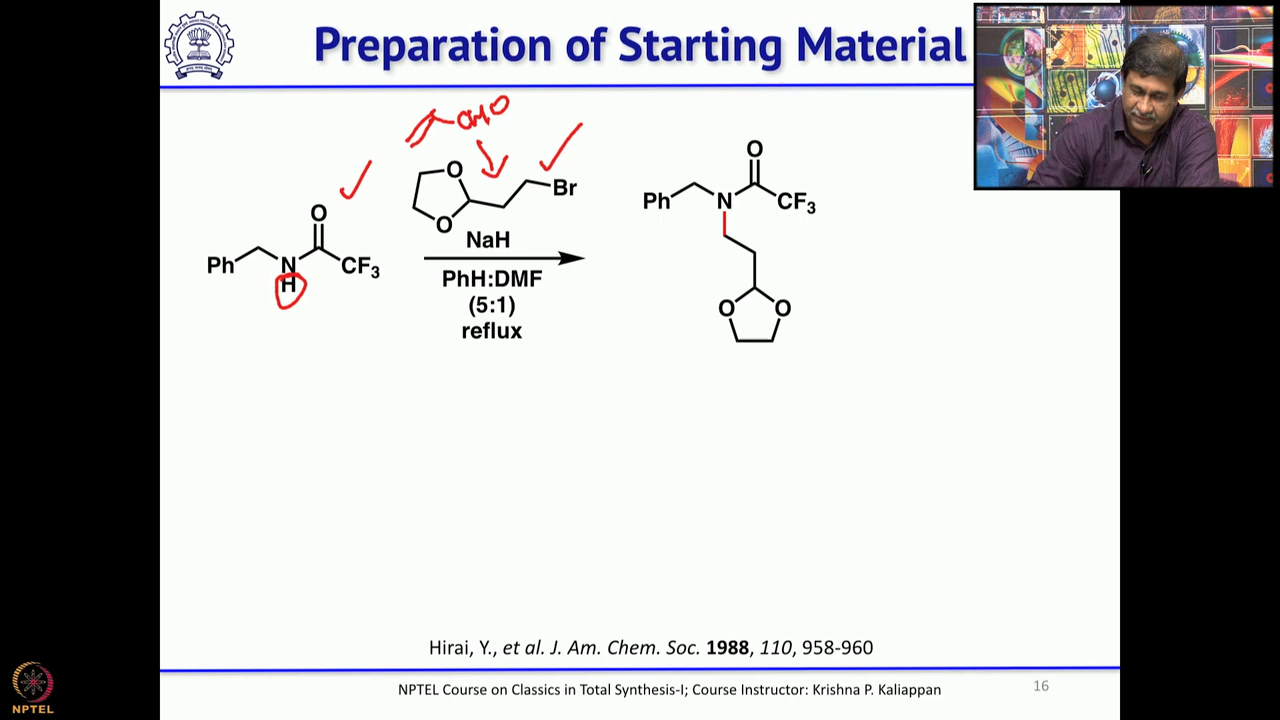 Preparation of Starting Material
CHO
O
O
Br
NaH
PhH:DMF
(5:1)
reflux
Ph
N
H
O
CF3
Ph
N
O
CF3
O
O
Hirai, Y., et al. J. Am. Chem. Soc. 1988, 110, 958-960
NPTEL Course on Classics in Total Synthesis-I; Course Instructor: Krishna P. Kaliappan
16
NPTEL